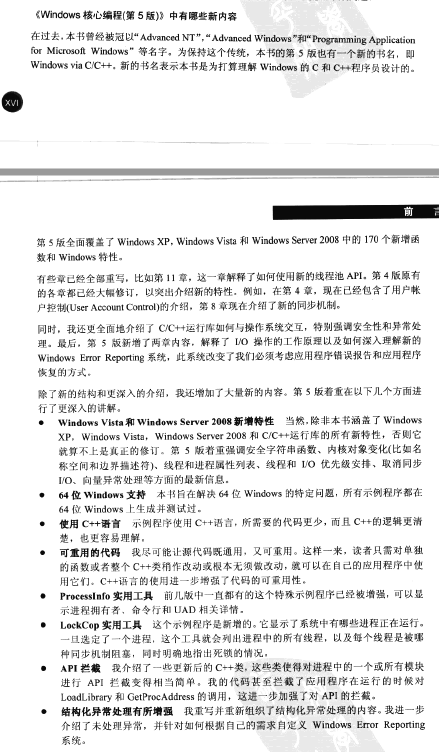 《Windows 核心编程(第 5 版)》中有哪些新内容
在过去,本书曾经被冠以“Advanced NT”,“Advanced Windows”和“Programming Application
for Microsoft Windows”等名字。为保持这个传统,本书的第 5 版也有一个新的书名,即
Windows via C/C++。新的书名表示本书是为打算理解 Windows 的 C 和 C++程序员设计的。
XVI
前 言
第 5 版全面覆盖了 Windows XP,Windows Vista 和 Windows Server 2008 中的 170 个新增函
数和 Windows 特性。
有些章已经全部重写,比如第 11 章,这一章解释了如何使用新的线程池 API。第 4 版原有
的各章都已经大幅修订,以突出介绍新的特性。例如,在第 4 章,现在已经包含了用户帐
户控制(User Account Control)的介绍,第 8 章现在介绍了新的同步机制。
同时,我还更全面地介绍了 C/C++运行库如何与操作系统交互,特别强调安全性和异常处
理。最后,第 5 版新增了两章内容,解释了 I/O 操作的工作原理以及如何深入理解新的
Windows Error Reporting 系统,此系统改变了我们必须考虑应用程序错误报告和应用程序
恢复的方式。
除了新的结构和更深入的介绍,我还增加了大量新的内容。第 5 版着重在以下几个方面进
行了更深入的讲解。
● Windows Vista 和 Windows Server 2008 新增特性 当然,除非本书涵盖了 Windows
XP,Windows Vista,Windows Server 2008 和 C/C++运行库的所有新特性,否则它
就算不上是真正的修订。第 5 版着重强调安全字符串函数、内核对象变化(比如名
称空间和边界描述符)、线程和进程属性列表、线程和 I/O 优先级安排、取消同步
I/O、向量异常处理等方面的最新信息。
● 64 位 Windows 支持 本书旨在解决 64 位 Windows 的特定问题,所有示例程序都在
64 位 Windows 上生成并测试过。
● 使用 C++语言 示例程序使用 C++语言,所需要的代码更少,而且 C++的逻辑更清
楚,也更容易理解。
● 可重用的代码 我尽可能让源代码既通用,又可重用。这样一来,读者只需对单独
的函数或者整个 C++类稍作改动或根本无须做改动,就可以在自己的应用程序中使
用它们。C++语言的使用进一步增强了代码的可重用性。
● ProcessInfo 实用工具 前几版中一直都有的这个特殊示例程序已经增强,可以显
示进程拥有者、命令行和 UAD 相关详情。
● LockCop 实用工具 这个示例程序是新增的。它显示了系统中有哪些进程正在运行。
一旦选定了一个进程,这个工具就会列出进程中的所有线程,以及每个线程是被哪
种同步机制阻塞,同时明确地指出死锁的情况。
● API 拦截 我介绍了一些更新后的 C++类,这些类使得对进程中的一个或所有模块
进行 API 拦截变得相当简单。我的代码甚至拦截了应用程序在运行的时候对
LoadLibrary 和 GetProcAddress 的调用,这进一步加强了对 API 的拦截。
● 结构化异常处理有所增强 我重写并重新组织了结构化异常处理的内容。我进一步
介绍了未处理异常,并针对如何根据自己的需求自定义 Windows Error Reporting
系统。